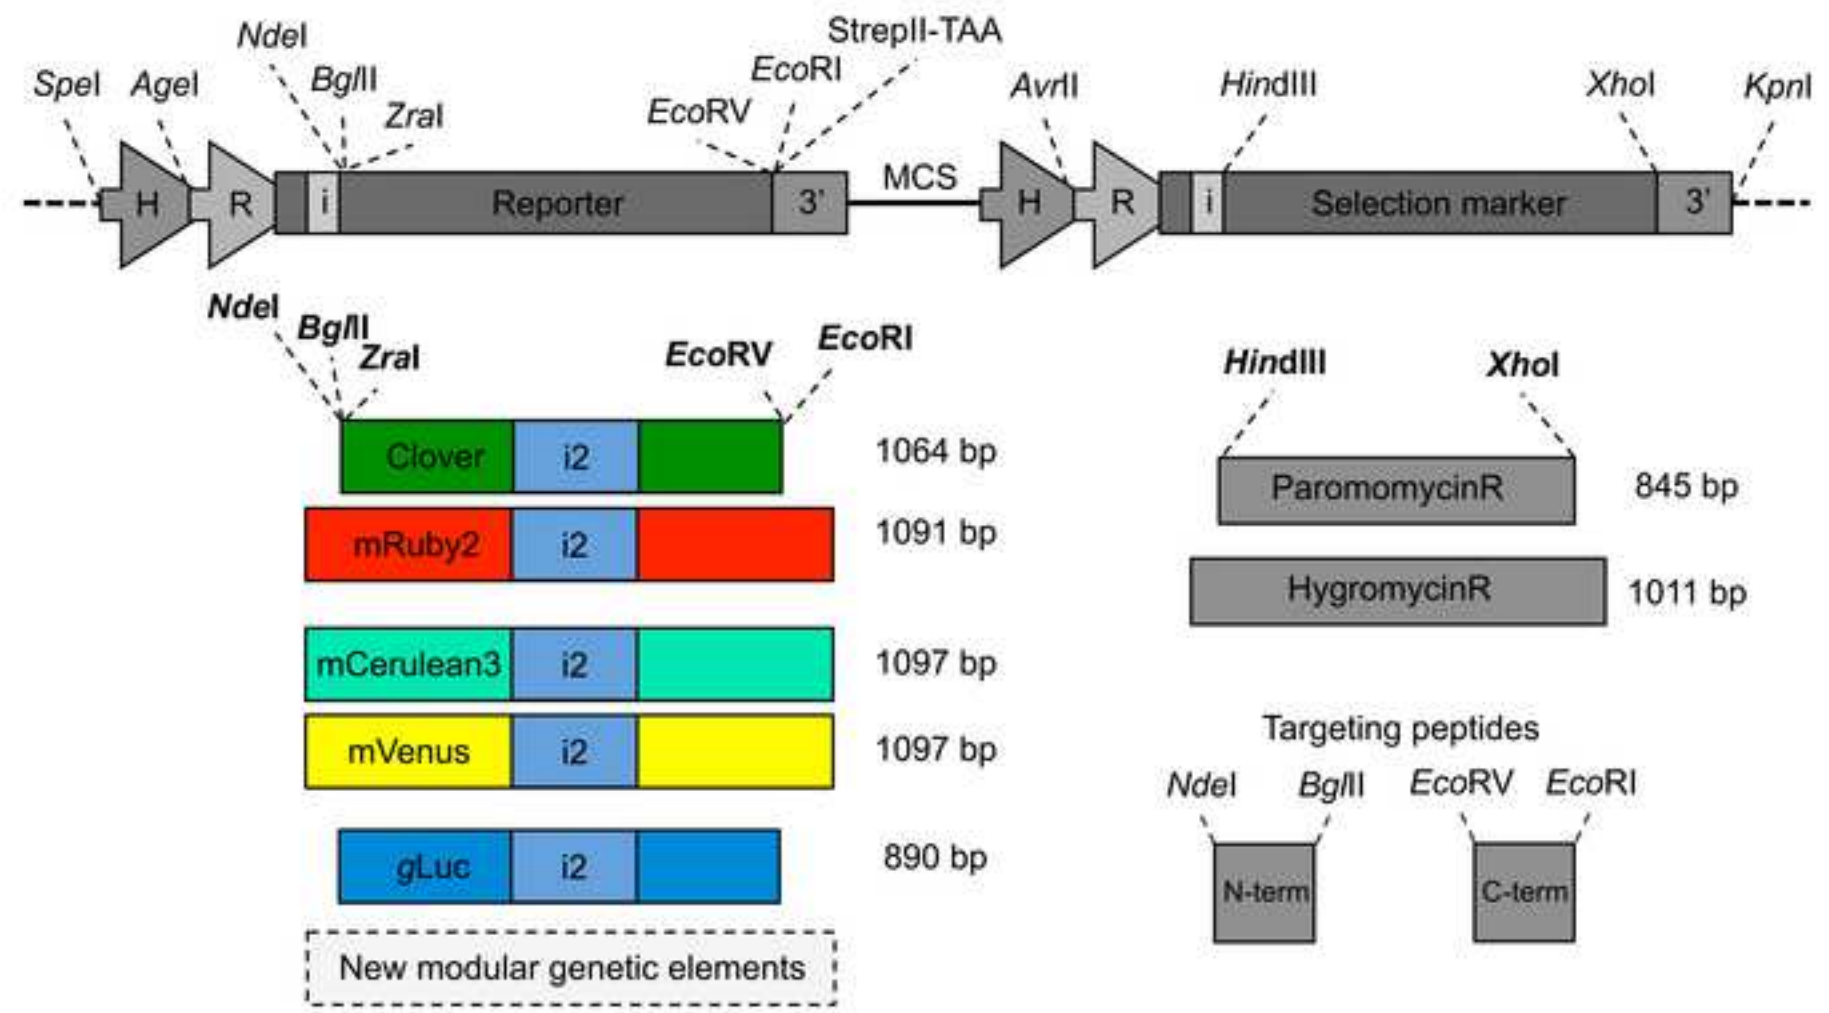 NdeI
StrepII-TAA
SpeI AgeI BglII EcoRI AvrII HindIII XhoI KpnI
ZraI EcoRV
H R i Reporter 3' MCS H R i Selection marker 3'
NdeI
BglII
ZraI EcoRV EcoRI
Clover i2 1064 bp
mRuby2 i2 1091 bp
mCerulean3 i2 1097 bp
mVenus i2 1097 bp
gLuc i2 890 bp
New modular genetic elements
HindIII XhoI
ParomomycinR 845 bp
HygromycinR 1011 bp
Targeting peptides
NdeI BglII EcoRV EcoRI
N-term C-term